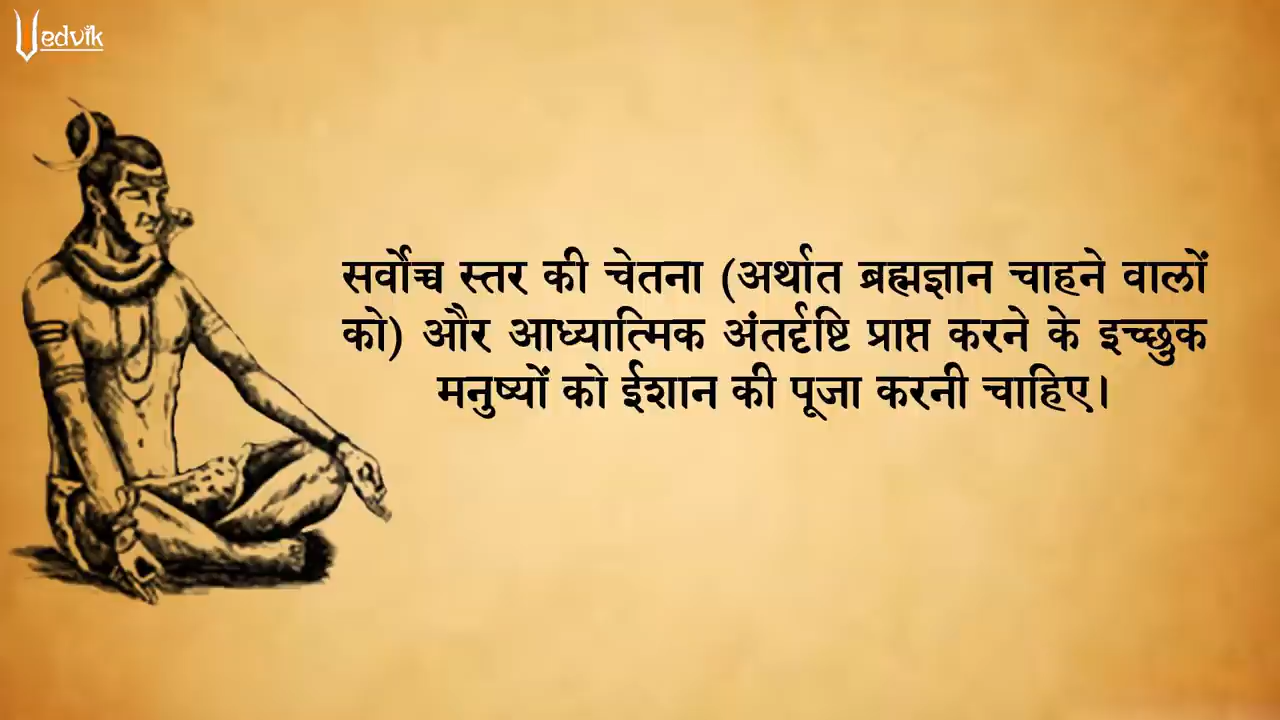 Vedvik
सर्वोच्च स्तर की चेतना (अर्थात ब्रह्मज्ञान चाहने वालों
को) और आध्यात्मिक अंतर्दृष्टि प्राप्त करने के इच्छुक
मनुष्यों को ईशान की पूजा करनी चाहिए।